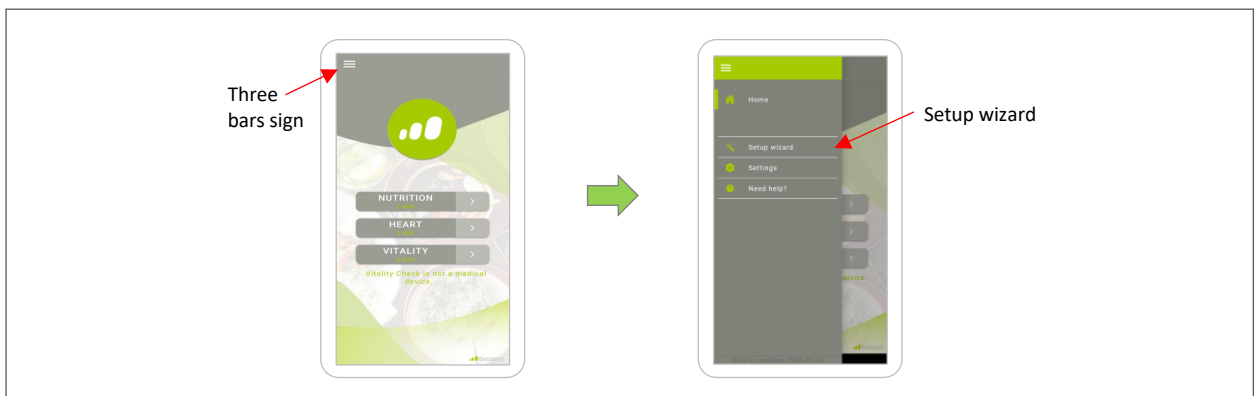 Three
bars sign
NUTRITION
HEART
VITALITY
Vitality Check is not a medical
device.
Home
Setup wizard
Settings
Need help?
device.
Setup wizard